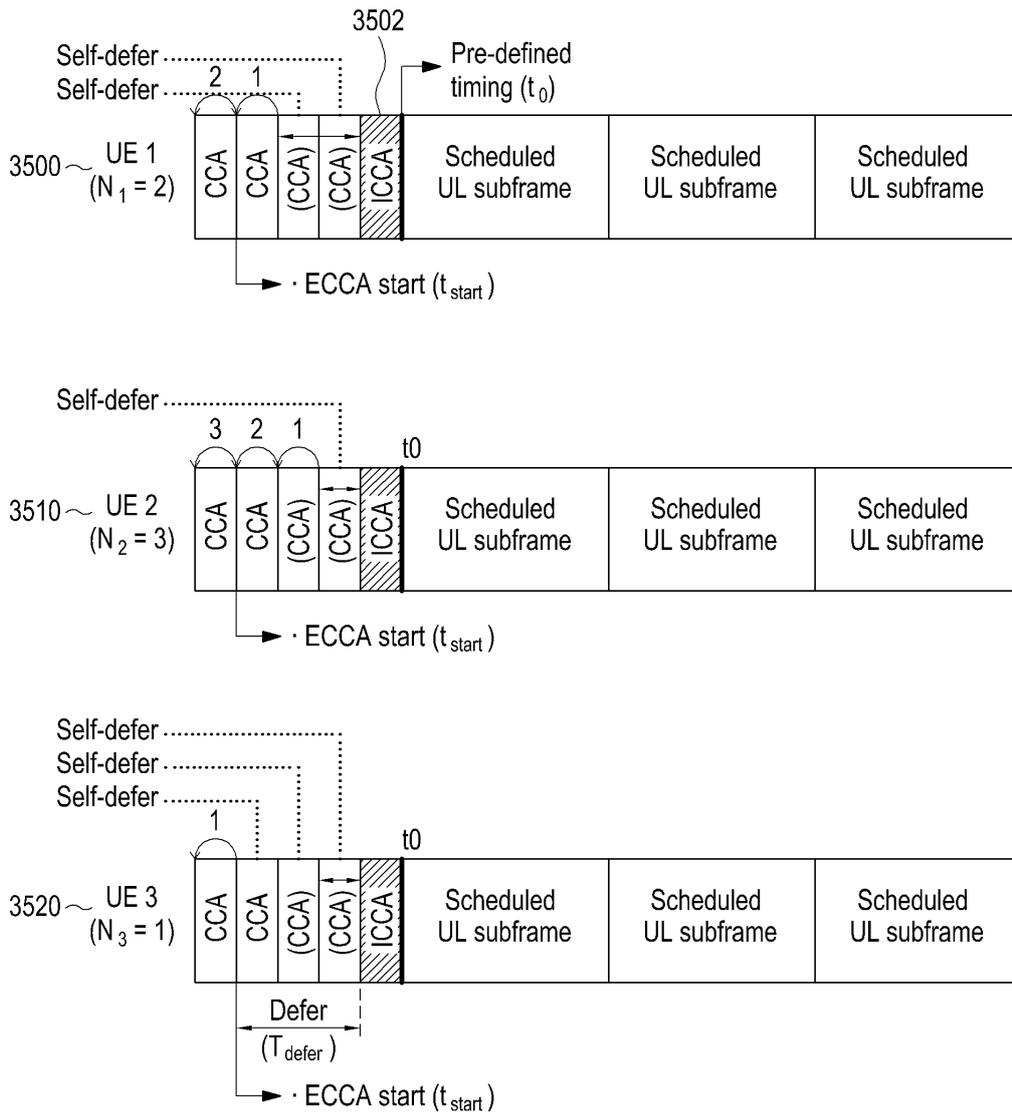 3502
Self-defer
Self-defer
Pre-defined
timing (t0)
2 1
3500 UE 1
(N1 = 2)
CCA CCA (CCA) (CCA) ICCA
Scheduled
UL subframe
Scheduled
UL subframe
Scheduled
UL subframe
· ECCA start (tstart)
Self-defer
3 2 1
t0
3510 UE 2
(N2 = 3)
CCA CCA (CCA) (CCA) ICCA
Scheduled
UL subframe
Scheduled
UL subframe
Scheduled
UL subframe
· ECCA start (tstart)
Self-defer
Self-defer
Self-defer
1
t0
3520 UE 3
(N3 = 1)
CCA CCA (CCA) (CCA) ICCA
Scheduled
UL subframe
Scheduled
UL subframe
Scheduled
UL subframe
Defer
(Tdefer)
· ECCA start (tstart)